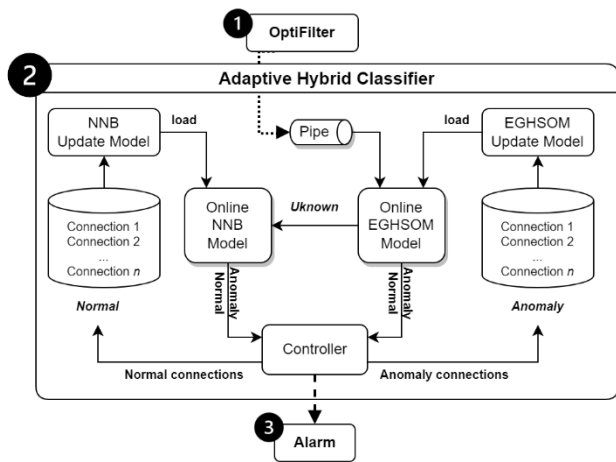 1
OptiFilter
2
Adaptive Hybrid Classifier
NNB
Update Model
load
Pipe
load
EGHSOM
Update Model
Connection 1
Connection 2
...
Connection n
Normal
Online
NNB
Model
Uknown
Online
EGHSOM
Model
Connection 1
Connection 2
...
Connection n
Anomaly
Anomaly
Normal
Anomaly
Normal
Controller
Normal connections
Anomaly connections
3
Alarm